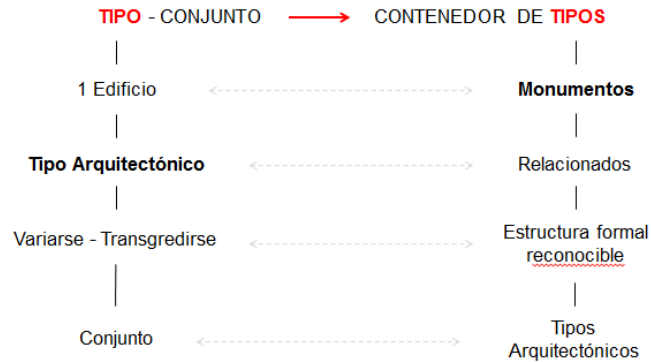 TIPO - CONJUNTO CONTENEDOR DE TIPOS
1 Edificio Monumentos
Tipo Arquitectónico Relacionados
Variarse - Transgredirse Estructura formal
reconocible
Conjunto Tipos
Arquitectónicos